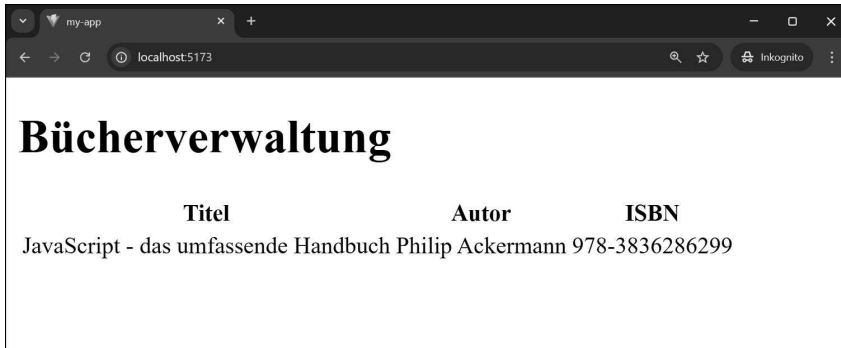 my-app
localhost:5173
Inkognito
Bücherverwaltung
Titel Autor ISBN
JavaScript - das umfassende Handbuch Philip Ackermann 978-3836286299